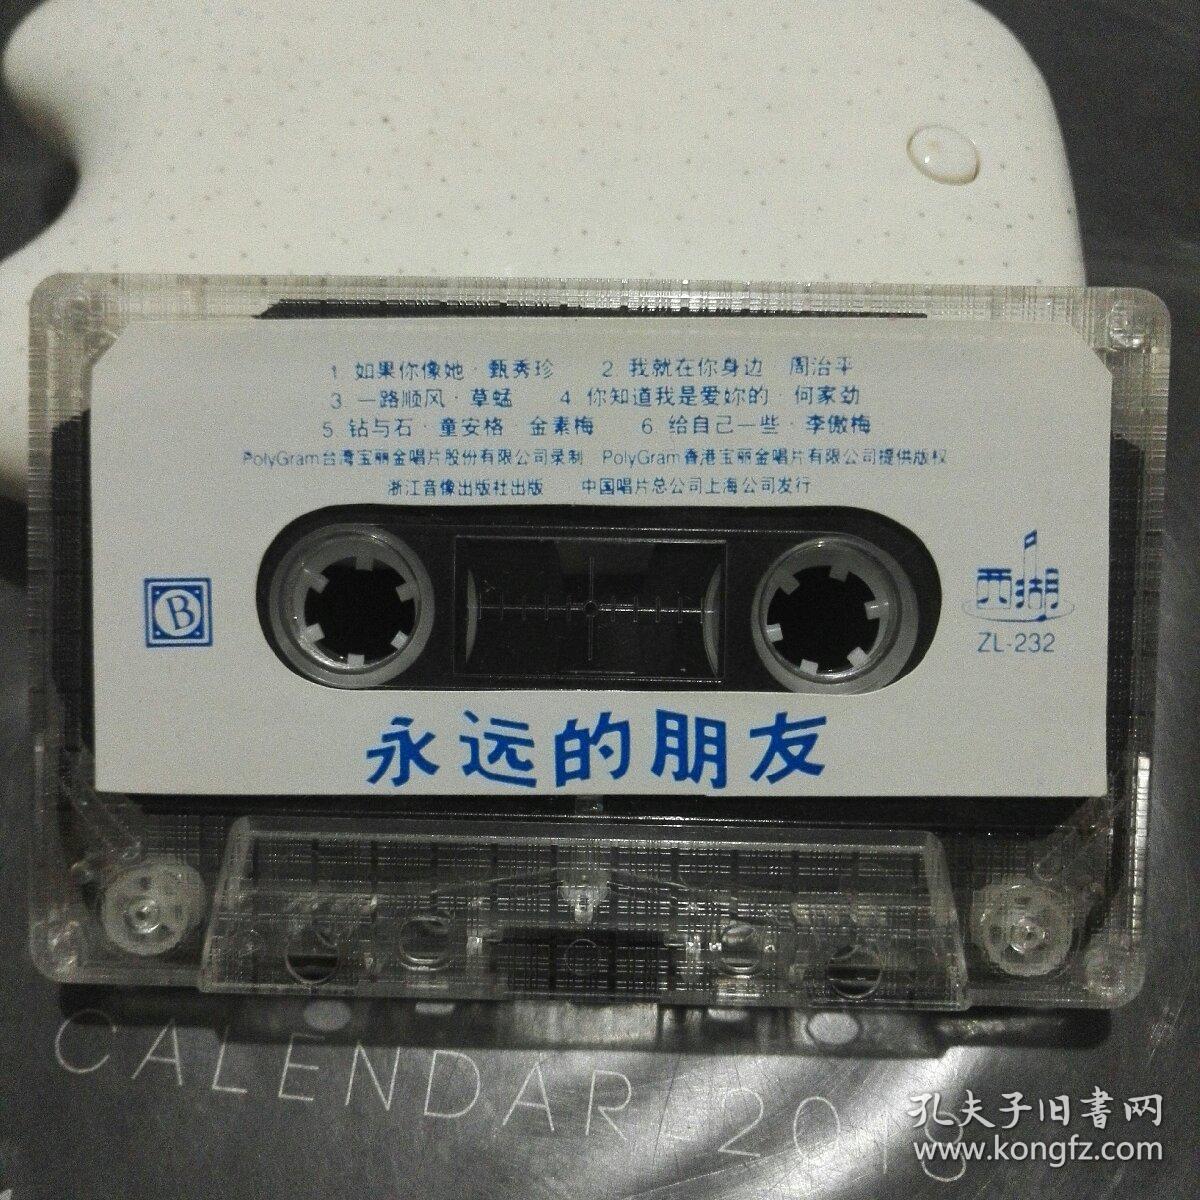 1 如果你像她·甄秀珍 2 我就在你身边 周治平
3 一路顺风·草蜢 4 你知道我是爱妳的·何家劲
5 钻与石·童安格 金素梅 6 给自己一些·李傲梅
PolyGram台湾宝丽金唱片股份有限公司录制 PolyGram香港宝丽金唱片有限公司提供版权
浙江音像出版社出版 中国唱片总公司上海公司发行
B
西湖
ZL-232
永远的朋友
CALENDAR 2018
孔夫子旧書网
www.kongfz.com